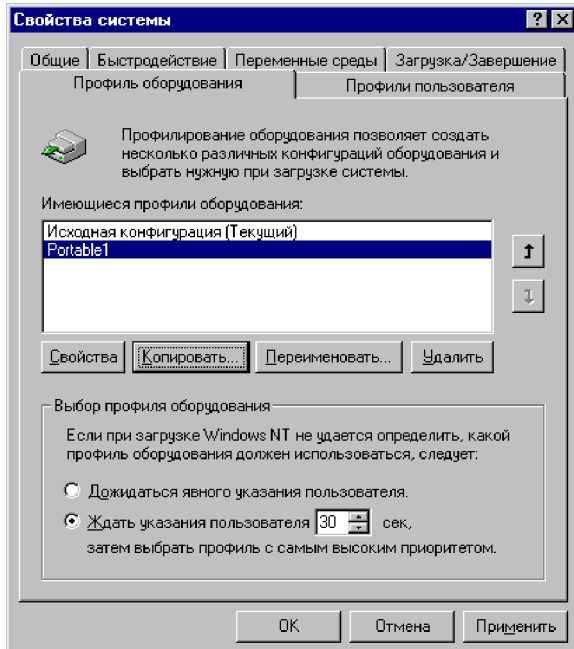 Свойства системы
Общие Быстродействие Переменные среды Загрузка/Завершение
Профиль оборудования Профили пользователя
Профилирование оборудования позволяет создать
несколько различных конфигураций оборудования и
выбрать нужную при загрузке системы.
Имеющиеся профили оборудования:
Исходная конфигурация (Текущий)
Portable1
Свойства Копировать... Переименовать... Удалить
Выбор профиля оборудования
Если при загрузке Windows NT не удается определить, какой
профиль оборудования должен использоваться, следует:
Дожидаться явного указания пользователя.
Ждать указания пользователя 30 сек,
затем выбрать профиль с самым высоким приоритетом.
OK Отмена Применить